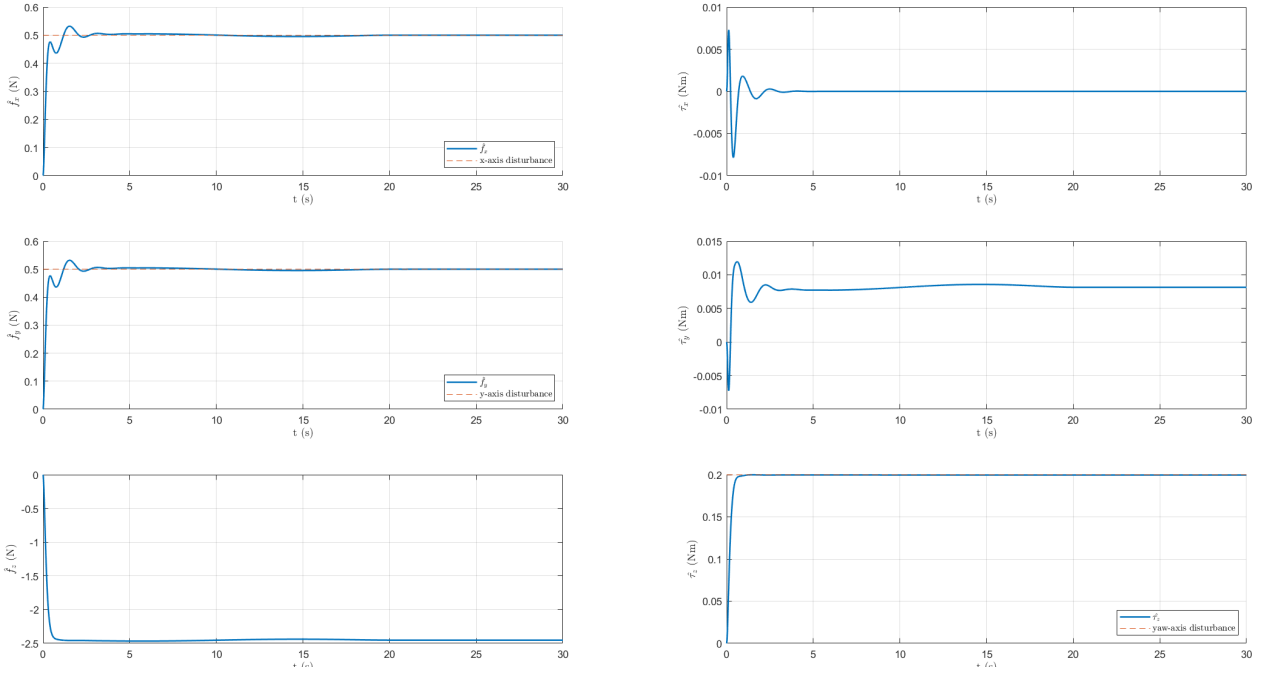 0.6
0.5
0.4
0.3
0.2
0.1
0
f̂x (N)
f̂x
x-axis disturbance
0 5 10 15 20 25 30
t (s)
0.01
0.005
0
-0.005
-0.01
τ̂x (Nm)
0 5 10 15 20 25 30
t (s)
0.6
0.5
0.4
0.3
0.2
0.1
0
f̂y (N)
f̂y
y-axis disturbance
0 5 10 15 20 25 30
t (s)
0.015
0.01
0.005
0
-0.005
-0.01
τ̂y (Nm)
0 5 10 15 20 25 30
t (s)
0
-0.5
-1
-1.5
-2
-2.5
f̂z (N)
0 5 10 15 20 25 30
t (s)
0.2
0.15
0.1
0.05
0
τ̂z (Nm)
τ̂z
yaw-axis disturbance
0 5 10 15 20 25 30
t (s)